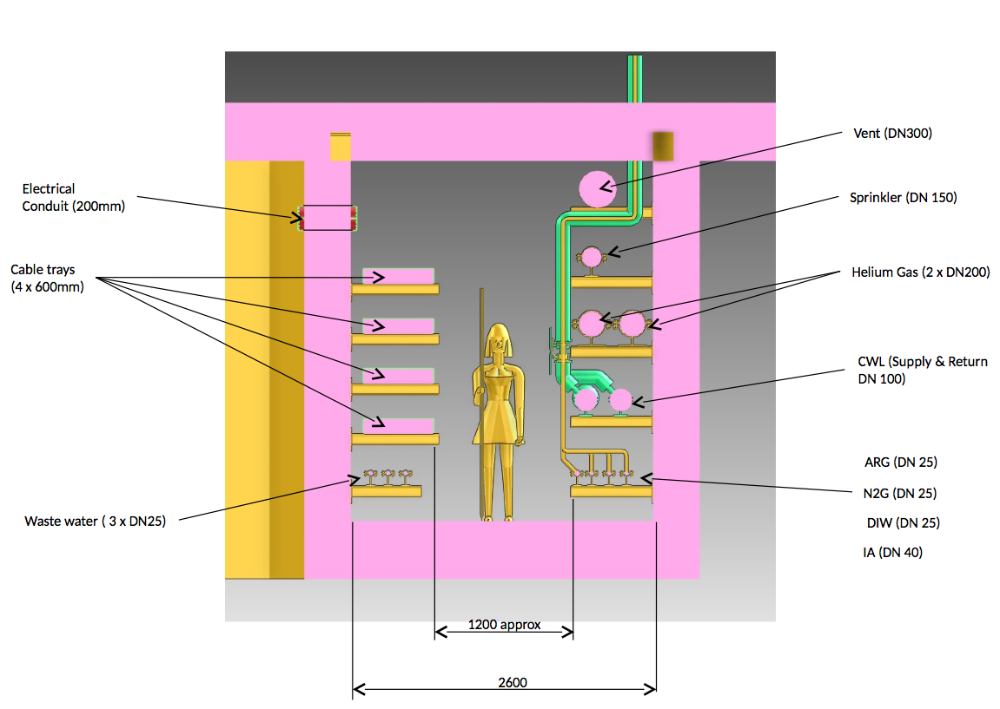 Vent (DN300)
Electrical
Conduit (200mm)
Sprinkler (DN 150)
Cable trays
(4 x 600mm)
Helium Gas (2 x DN200)
CWL (Supply & Return
DN 100)
ARG (DN 25)
N2G (DN 25)
Waste water ( 3 x DN25)
DIW (DN 25)
IA (DN 40)
1200 approx
2600